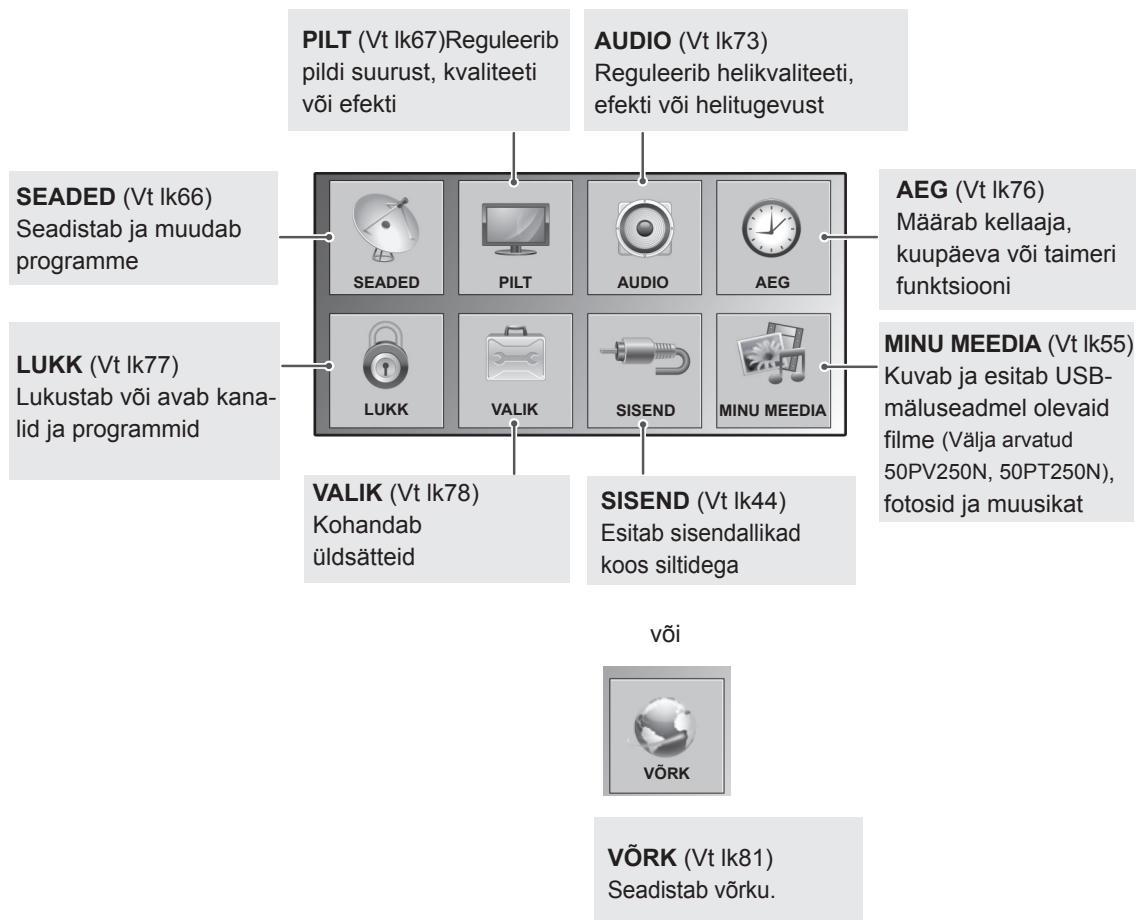 PILT (Vt lk67)Reguleerib
pildi suurust, kvaliteeti
või efekti
AUDIO (Vt lk73)
Reguleerib helikvaliteeti,
efekti või helitugevust
SEADED (Vt lk66)
Seadistab ja muudab
programme
SEADED
PILT
AUDIO
AEG
AEG (Vt lk76)
Määrab kellaaja,
kuupäeva või taimeri
funktsiooni
LUKK (Vt lk77)
Lukustab või avab kana-
lid ja programmid
LUKK
VALIK
SISEND
MINU MEEDIA
MINU MEEDIA (Vt lk55)
Kuvab ja esitab USB-
mäluseadmel olevaid
filme (Välja arvatud
50PV250N, 50PT250N),
fotosid ja muusikat
VALIK (Vt lk78)
Kohandab
üldsätteid
SISEND (Vt lk44)
Esitab sisendallikad
koos siltidega
või
VÕRK
VÕRK (Vt lk81)
Seadistab võrku.